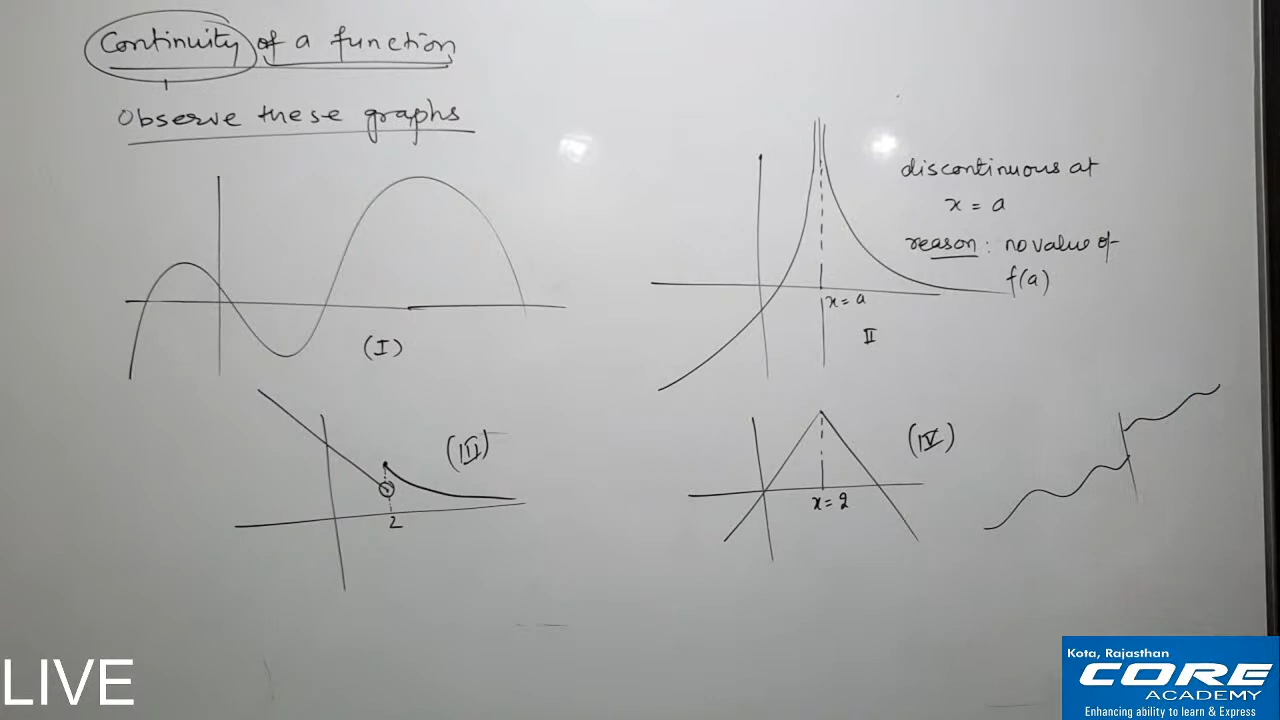 Continuity of a function
Observe these graphs
(I)
discontinuous at
x = a
reason: no value of
f(a)
x = a
II
(III)
2
(IV)
x = 2
LIVE
Kota, Rajasthan
CORE
ACADEMY
Enhancing ability to learn & Express